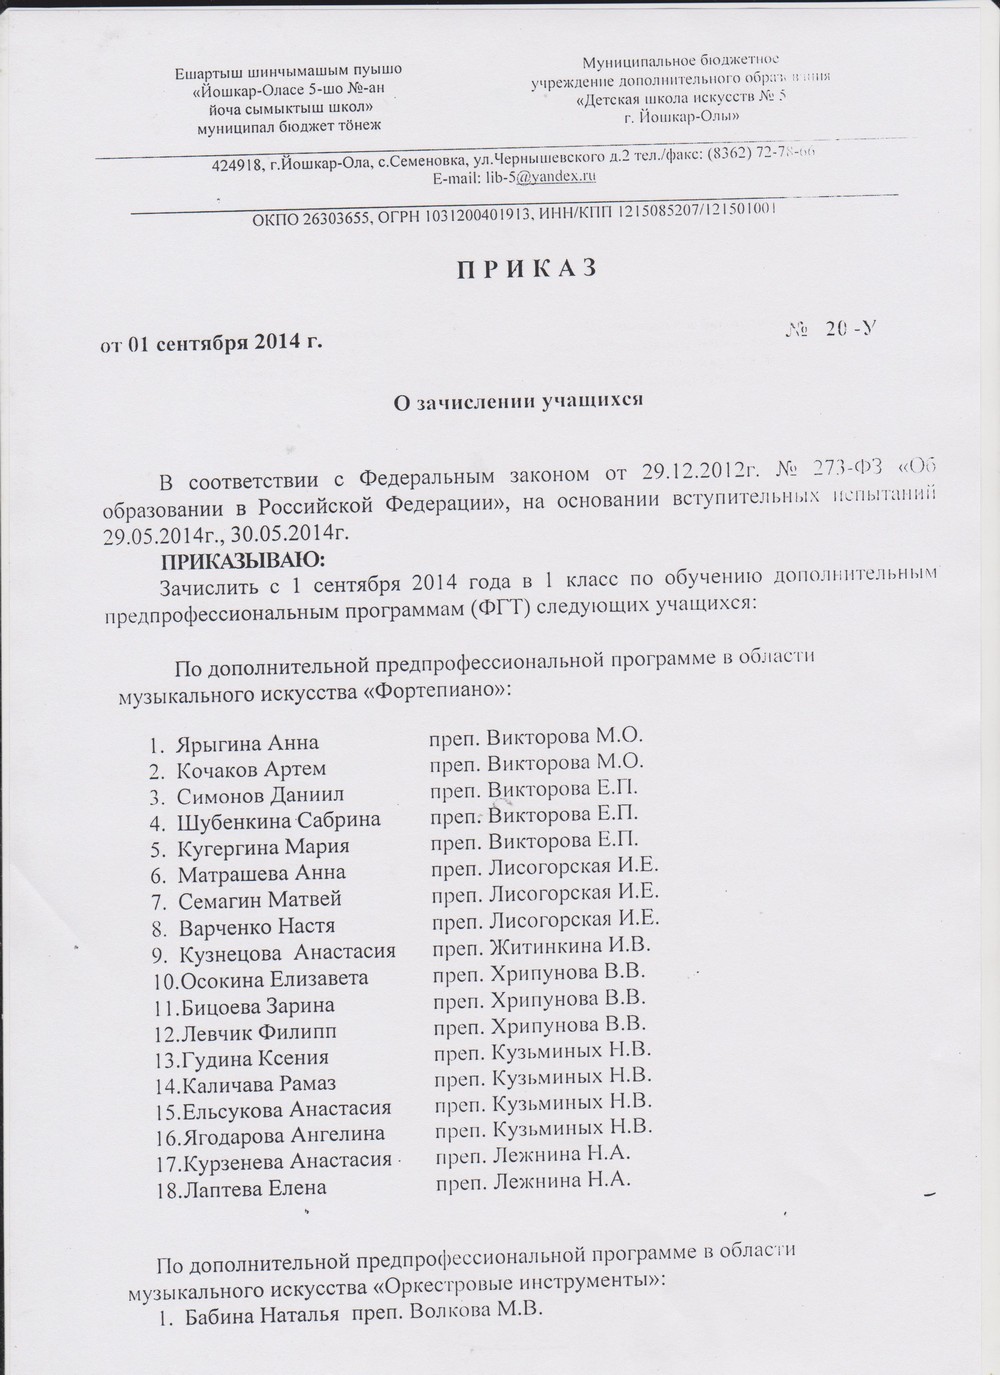 Ешартыш шинчымашым пуышо
«Йошкар-Оласе 5-шо №-ан
йоча сымыктыш школ»
муниципал бюджет тӧнеж
Муниципальное бюджетное
учреждение дополнительного образования
«Детская школа искусств № 5
г. Йошкар-Олы»
424918, г.Йошкар-Ола, с.Семеновка, ул.Чернышевского д.2 тел./факс: (8362) 72-78-66
E-mail: lib-5@yandex.ru
ОКПО 26303655, ОГРН 1031200401913, ИНН/КПП 1215085207/121501001
П Р И К А З
от 01 сентября 2014 г.
№ 20 -У
О зачислении учащихся
В соответствии с Федеральным законом от 29.12.2012г. № 273-ФЗ «Об
образовании в Российской Федерации», на основании вступительных испытаний
29.05.2014г., 30.05.2014г.
ПРИКАЗЫВАЮ:
Зачислить с 1 сентября 2014 года в 1 класс по обучению дополнительным
предпрофессиональным программам (ФГТ) следующих учащихся:
По дополнительной предпрофессиональной программе в области
музыкального искусства «Фортепиано»:
1. Ярыгина Анна преп. Викторова М.О.
2. Кочаков Артем преп. Викторова М.О.
3. Симонов Даниил преп. Викторова Е.П.
4. Шубенкина Сабрина преп. Викторова Е.П.
5. Кугергина Мария преп. Викторова Е.П.
6. Матрашева Анна преп. Лисогорская И.Е.
7. Семагин Матвей преп. Лисогорская И.Е.
8. Варченко Настя преп. Лисогорская И.Е.
9. Кузнецова Анастасия преп. Житинкина И.В.
10.Осокина Елизавета преп. Хрипунова В.В.
11.Бицоева Зарина преп. Хрипунова В.В.
12.Левчик Филипп преп. Хрипунова В.В.
13.Гудина Ксения преп. Кузьминых Н.В.
14.Каличава Рамаз преп. Кузьминых Н.В.
15.Ельсукова Анастасия преп. Кузьминых Н.В.
16.Ягодарова Ангелина преп. Кузьминых Н.В.
17.Курзенева Анастасия преп. Лежнина Н.А.
18.Лаптева Елена преп. Лежнина Н.А.
По дополнительной предпрофессиональной программе в области
музыкального искусства «Оркестровые инструменты»:
1. Бабина Наталья преп. Волкова М.В.